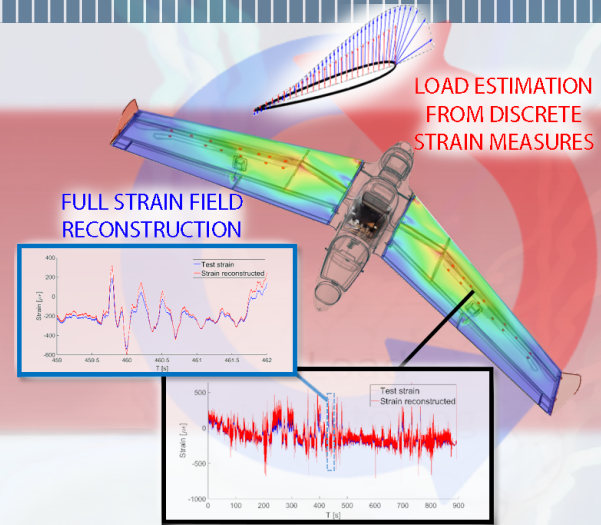 LOAD ESTIMATION
FROM DISCRETE
STRAIN MEASURES
FULL STRAIN FIELD
RECONSTRUCTION
400
200
0
-200
-400
-600
Strain [με]
Test strain
Strain reconstructed
459
459.5
460
460.5
461
461.5
462
T [s]
500
0
-500
-1000
Strain [με]
Test strain
Strain reconstructed
0
100
200
300
400
500
600
700
800
900
T [s]